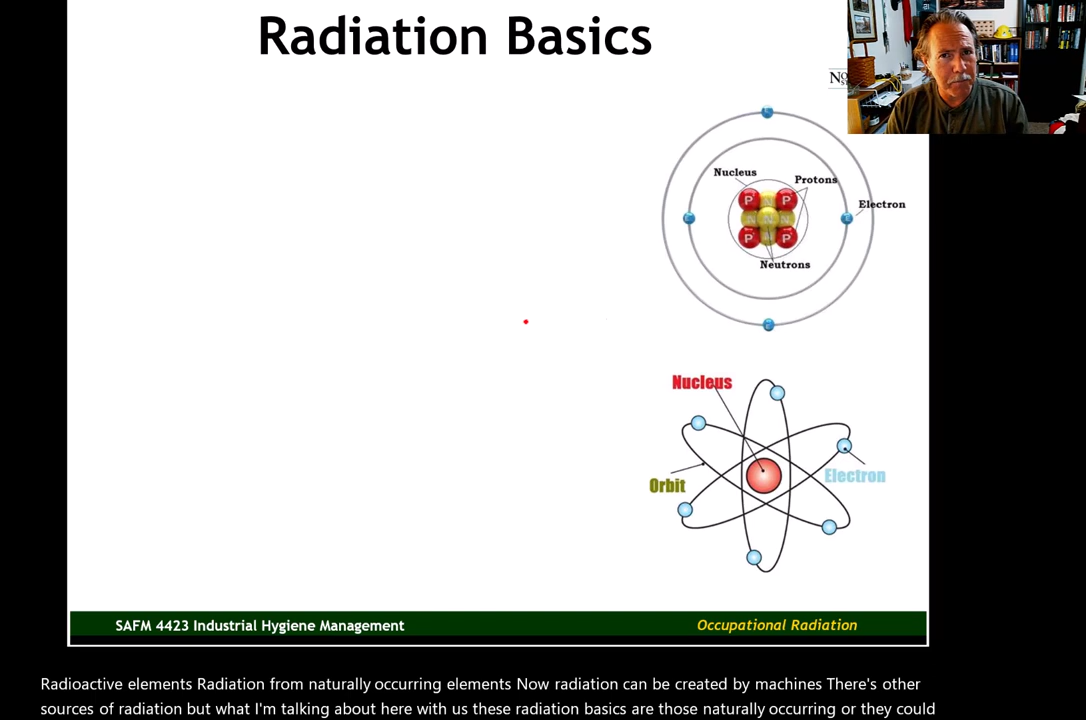 Radiation Basics
Nucleus
Protons
Electron
P N P
N N N
P N P
Neutrons
Nucleus
Orbit
Electron
SAFM 4423 Industrial Hygiene Management
Occupational Radiation
Radioactive elements Radiation from naturally occurring elements Now radiation can be created by machines There's other
sources of radiation but what I'm talking about here with us these radiation basics are those naturally occurring or they could